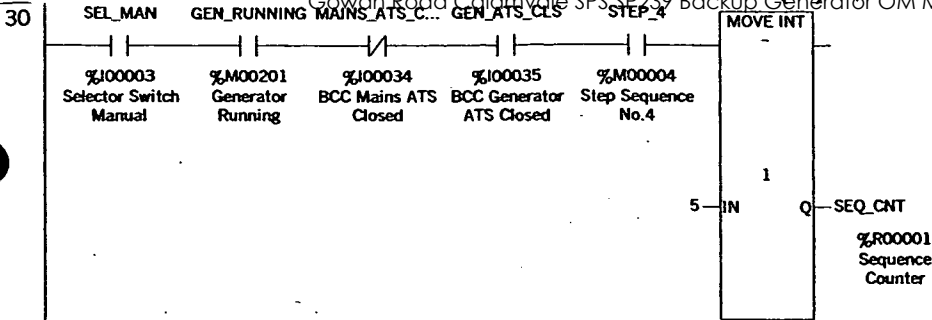 Gowan Road Calamvale SPS SP239 Backup Generator OM M
30
SEL_MAN GEN_RUNNING MAINS_ATS_C... GEN_ATS_CLS STEP_4
MOVE INT
%I00003 %M00201 %I00034 %I00035 %M00004
Selector Switch Generator BCC Mains ATS BCC Generator Step Sequence
Manual Running Closed ATS Closed No.4
1
5 IN Q SEQ_CNT
%R00001
Sequence
Counter